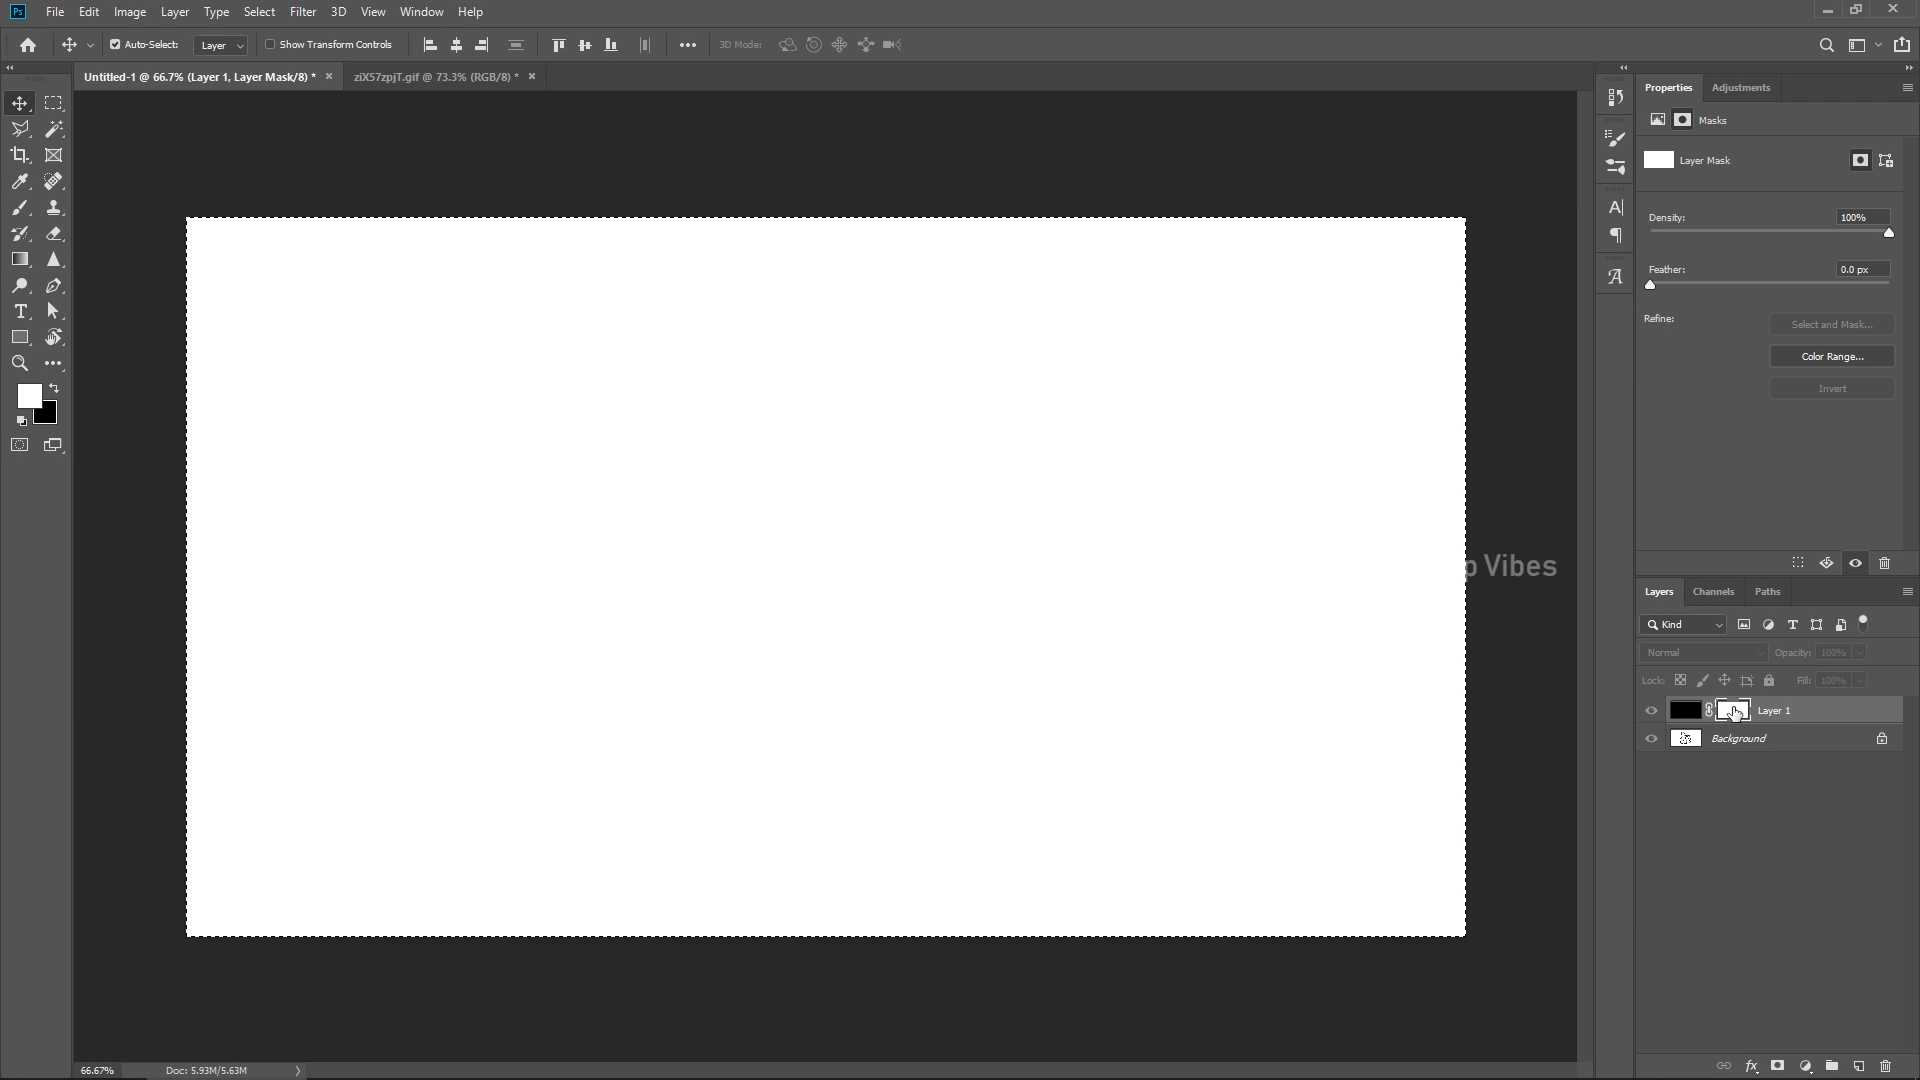 Ps File Edit Image Layer Type Select Filter 3D View Window Help
Auto-Select: Layer Show Transform Controls 3D Mode:
Untitled-1 @ 66.7% (Layer 1, Layer Mask/8) * × ziX57zpjT.gif @ 73.3% (RGB/8) * ×
Properties Adjustments
Masks
Layer Mask
Density: 100%
Feather: 0.0 px
Refine: Select and Mask...
Color Range...
Invert
p Vibes
Layers Channels Paths
Kind
Normal Opacity: 100%
Lock: Fill: 100%
Layer 1
Background
66.67% Doc: 5.93M/5.63M